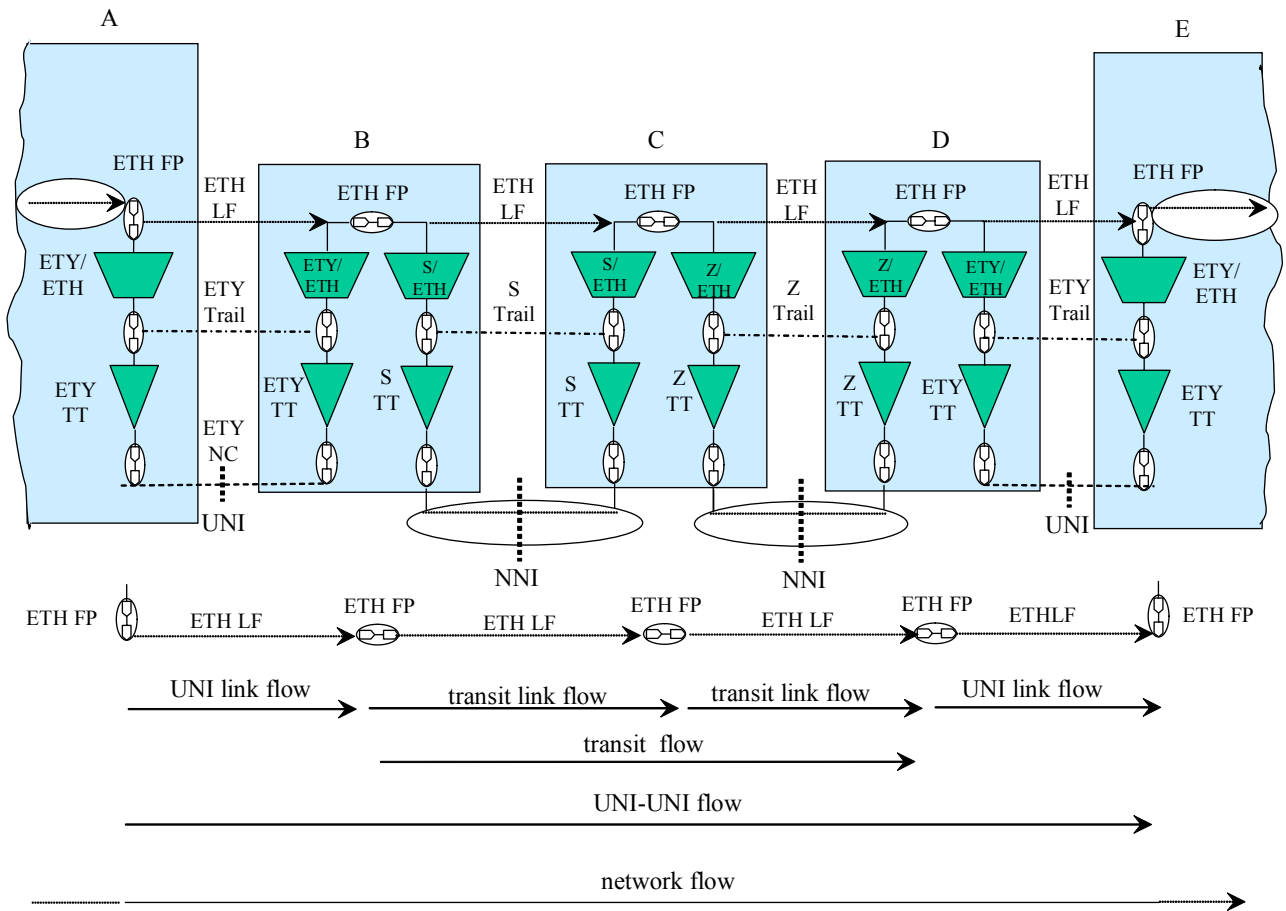 A
E
B
C
D
ETH FP
ETH
LF
ETH FP
ETH
LF
ETH FP
ETH
LF
ETH FP
ETH
LF
ETH FP
ETY/
ETH
ETY/
ETH
S/
ETH
S/
ETH
Z/
ETH
Z/
ETH
ETY/
ETH
ETY/
ETH
ETY
Trail
S
Trail
Z
Trail
ETY
Trail
ETY
TT
ETY
TT
S
TT
S
TT
Z
TT
Z
TT
ETY
TT
ETY
TT
ETY
NC
UNI
NNI
NNI
UNI
ETH FP
ETH LF
ETH FP
ETH LF
ETH FP
ETH LF
ETH FP
ETHLF
ETH FP
UNI link flow
transit link flow
transit link flow
UNI link flow
transit flow
UNI-UNI flow
network flow